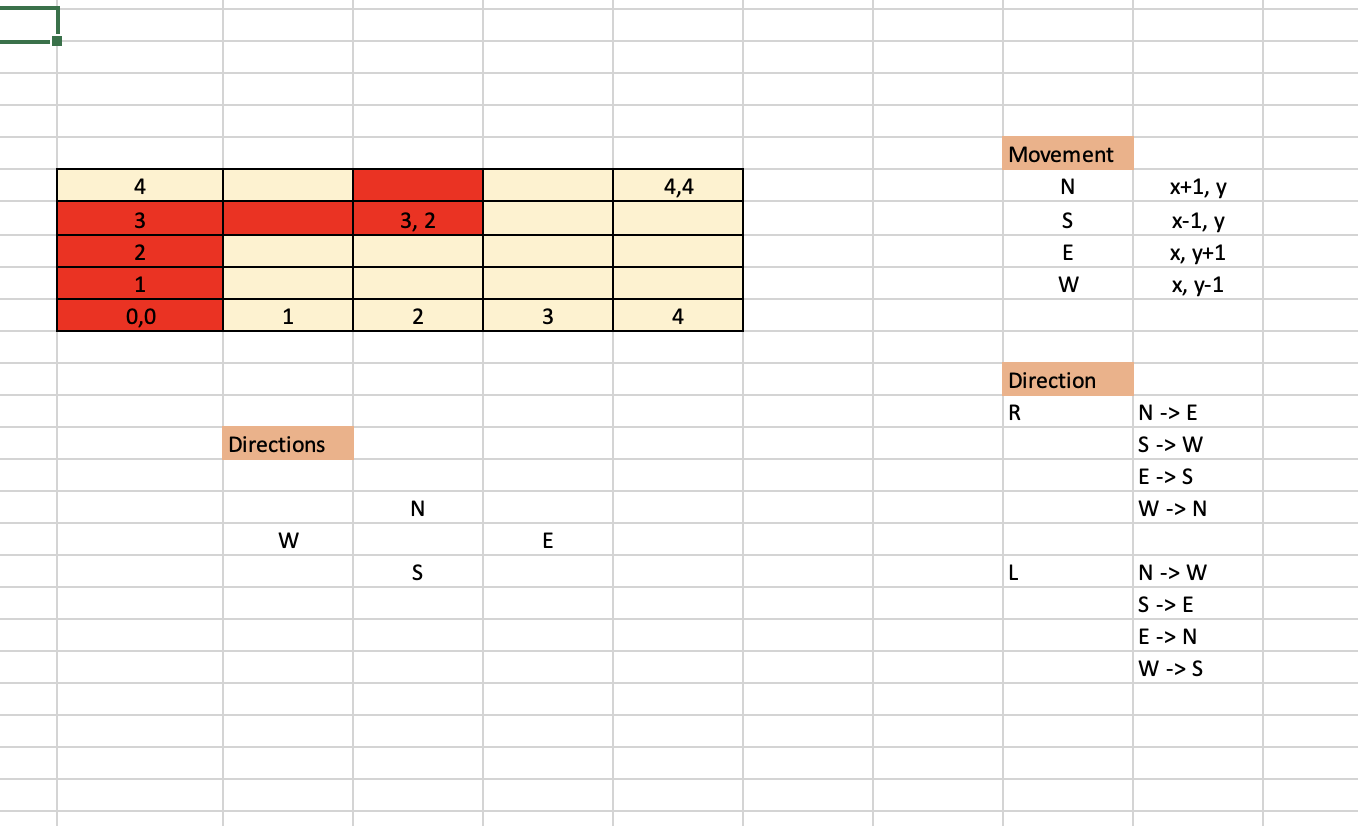 Movement
4 4,4 N x+1, y
3 3, 2 S x-1, y
2 E x, y+1
1 W x, y-1
0,0 1 2 3 4
Direction
R N -> E
Directions S -> W
E -> S
N W -> N
W E
S L N -> W
S -> E
E -> N
W -> S